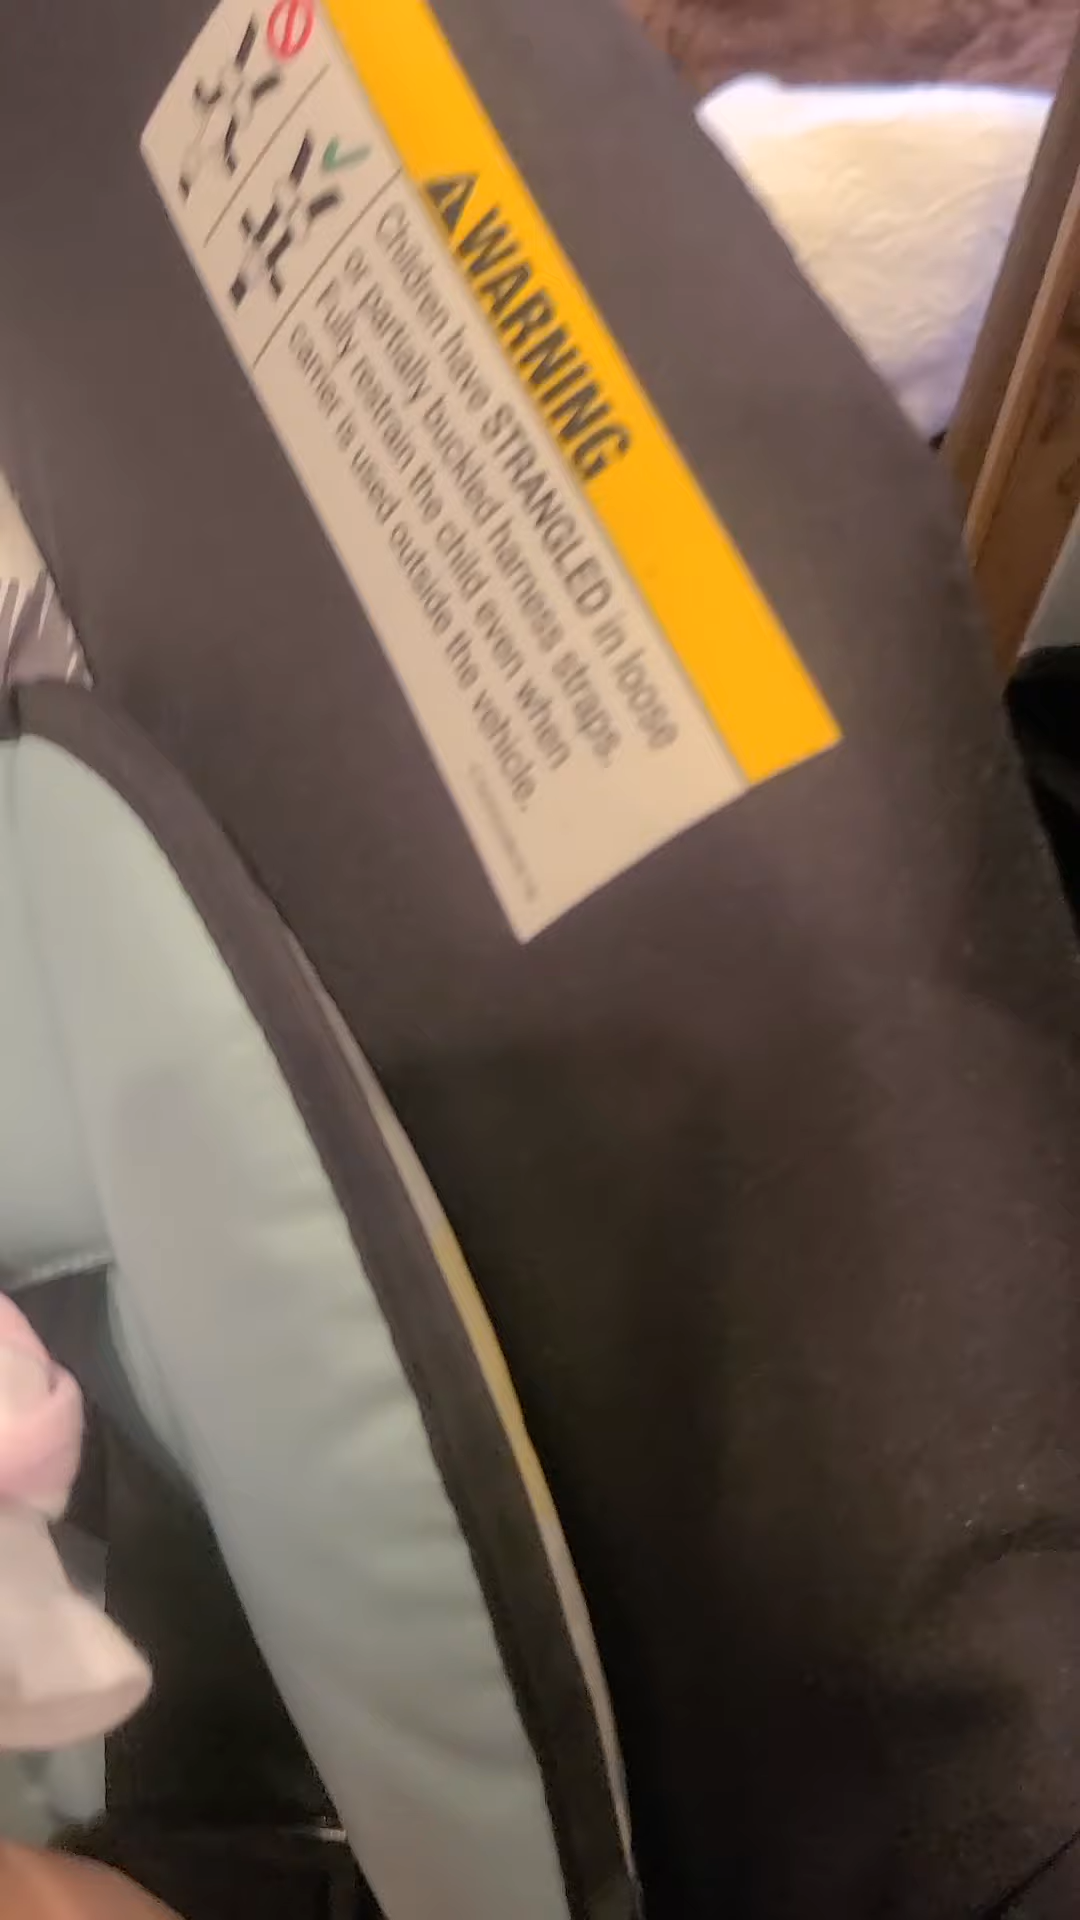 WARNING
Children have STRANGLED in loose
or partially buckled harness straps.
Fully restrain the child even when
carrier is used outside the vehicle.